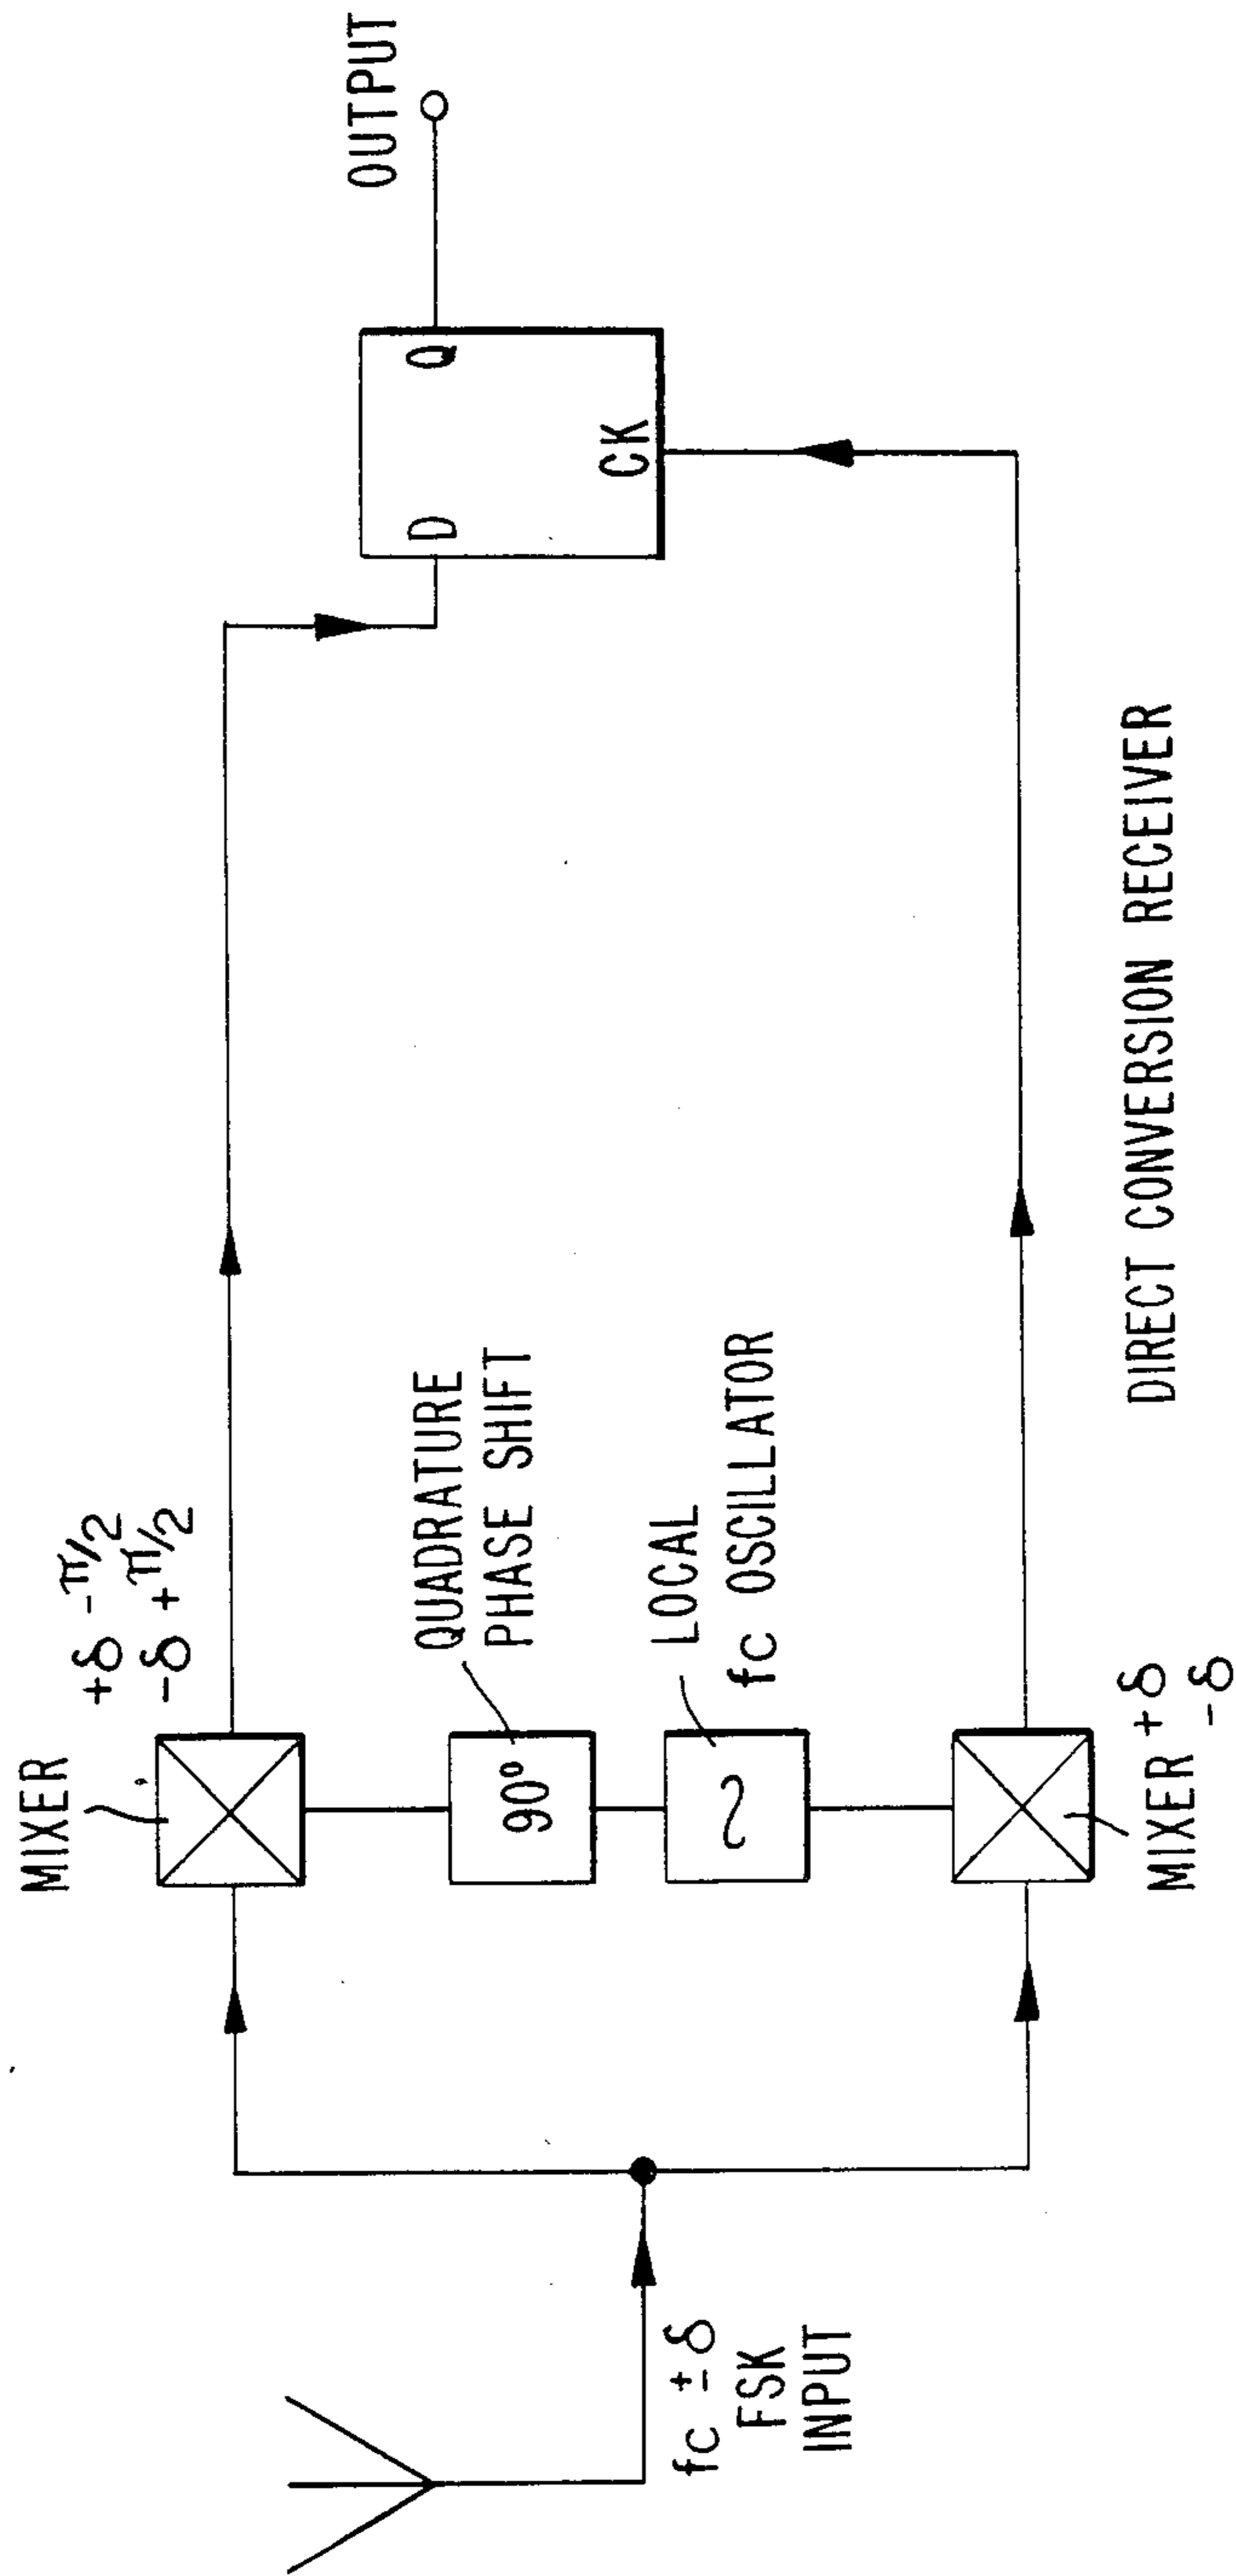 MIXER
+δ -π/2
-δ +π/2
QUADRATURE
PHASE SHIFT
90°
LOCAL
fc OSCILLATOR
~
MIXER +δ
-δ
fc ±δ
FSK
INPUT
D
Q
CK
OUTPUT
DIRECT CONVERSION RECEIVER